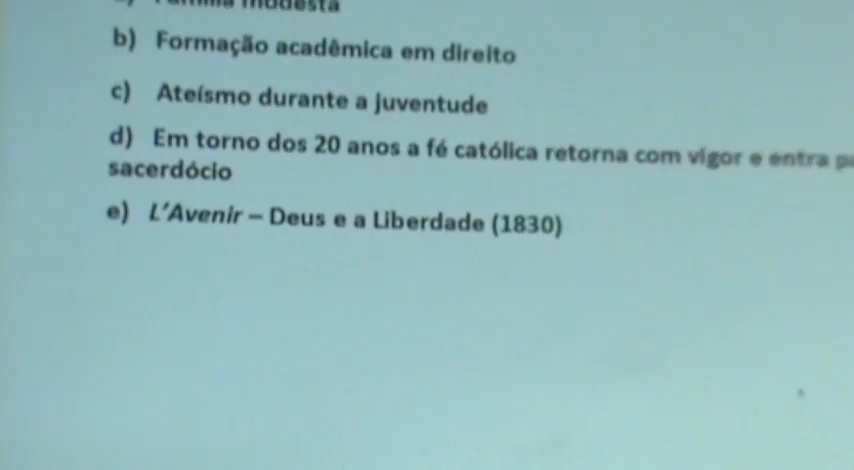 modesta
b) Formação acadêmica em direito
c) Ateísmo durante a juventude
d) Em torno dos 20 anos a fé católica retorna com vigor e entra
sacerdócio
e) L'Avenir – Deus e a Liberdade (1830)